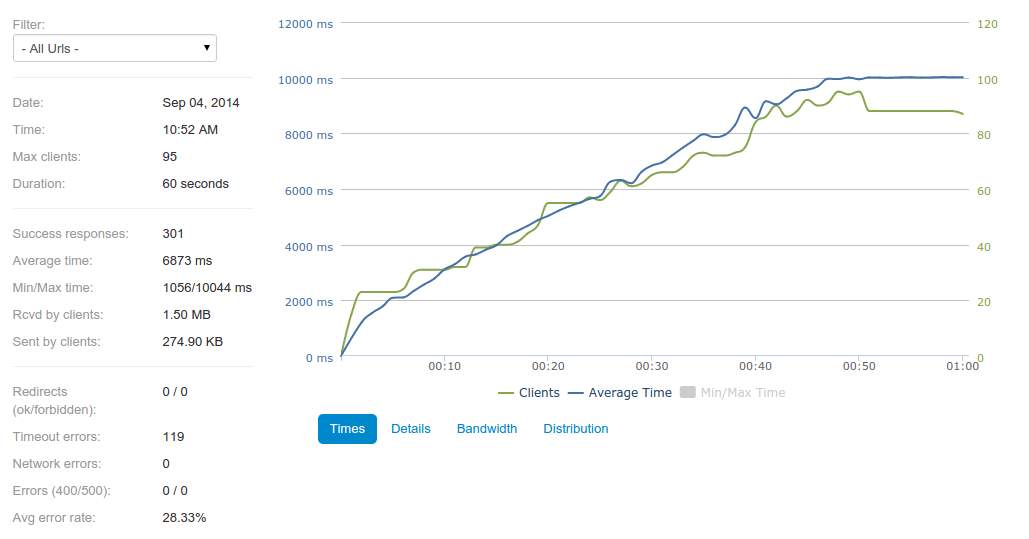 Filter:
- All Urls -
Date: Sep 04, 2014
Time: 10:52 AM
Max clients: 95
Duration: 60 seconds
Success responses: 301
Average time: 6873 ms
Min/Max time: 1056/10044 ms
Rcvd by clients: 1.50 MB
Sent by clients: 274.90 KB
Redirects
(ok/forbidden): 0 / 0
Timeout errors: 119
Network errors: 0
Errors (400/500): 0 / 0
Avg error rate: 28.33%
12000 ms 120
10000 ms 100
8000 ms 80
6000 ms 60
4000 ms 40
2000 ms 20
0 ms 0
00:10 00:20 00:30 00:40 00:50 01:00
Clients Average Time Min/Max Time
Times Details Bandwidth Distribution